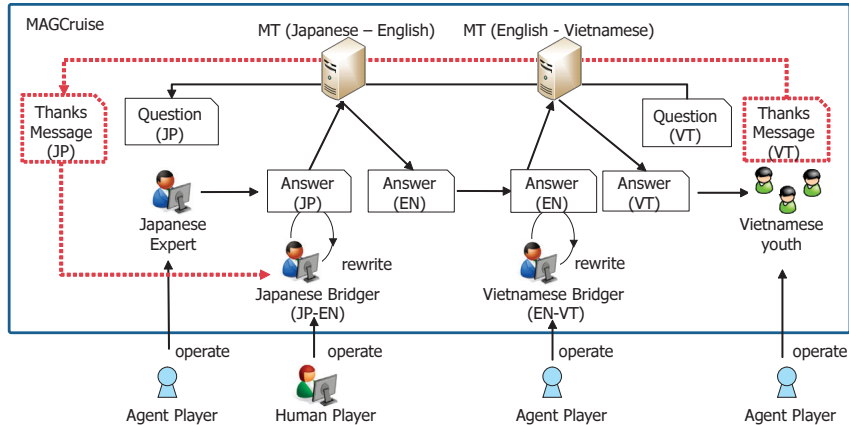 MAGCruise
MT (Japanese – English)
MT (English - Vietnamese)
Thanks
Message
(JP)
Question
(JP)
Question
(VT)
Thanks
Message
(VT)
Answer
(JP)
Answer
(EN)
Answer
(EN)
Answer
(VT)
Japanese
Expert
rewrite
Japanese Bridger
(JP-EN)
rewrite
Vietnamese Bridger
(EN-VT)
Vietnamese
youth
operate
operate
operate
operate
Agent Player
Human Player
Agent Player
Agent Player